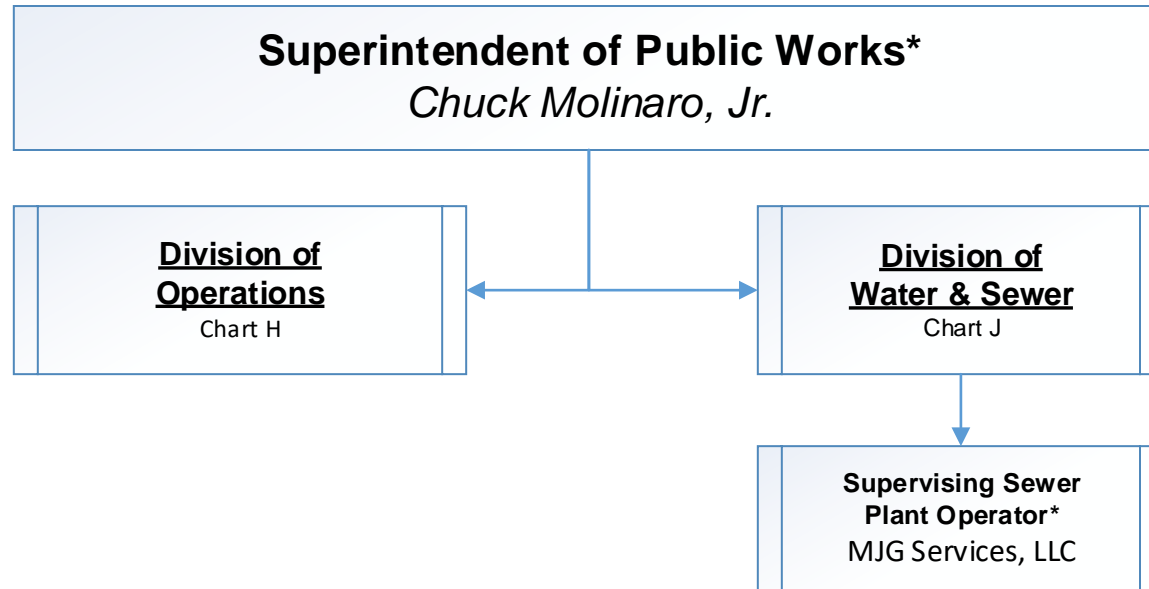 Superintendent of Public Works*
Chuck Molinaro, Jr.
Division of
Operations
Chart H
Division of
Water & Sewer
Chart J
Supervising Sewer
Plant Operator*
MJG Services, LLC